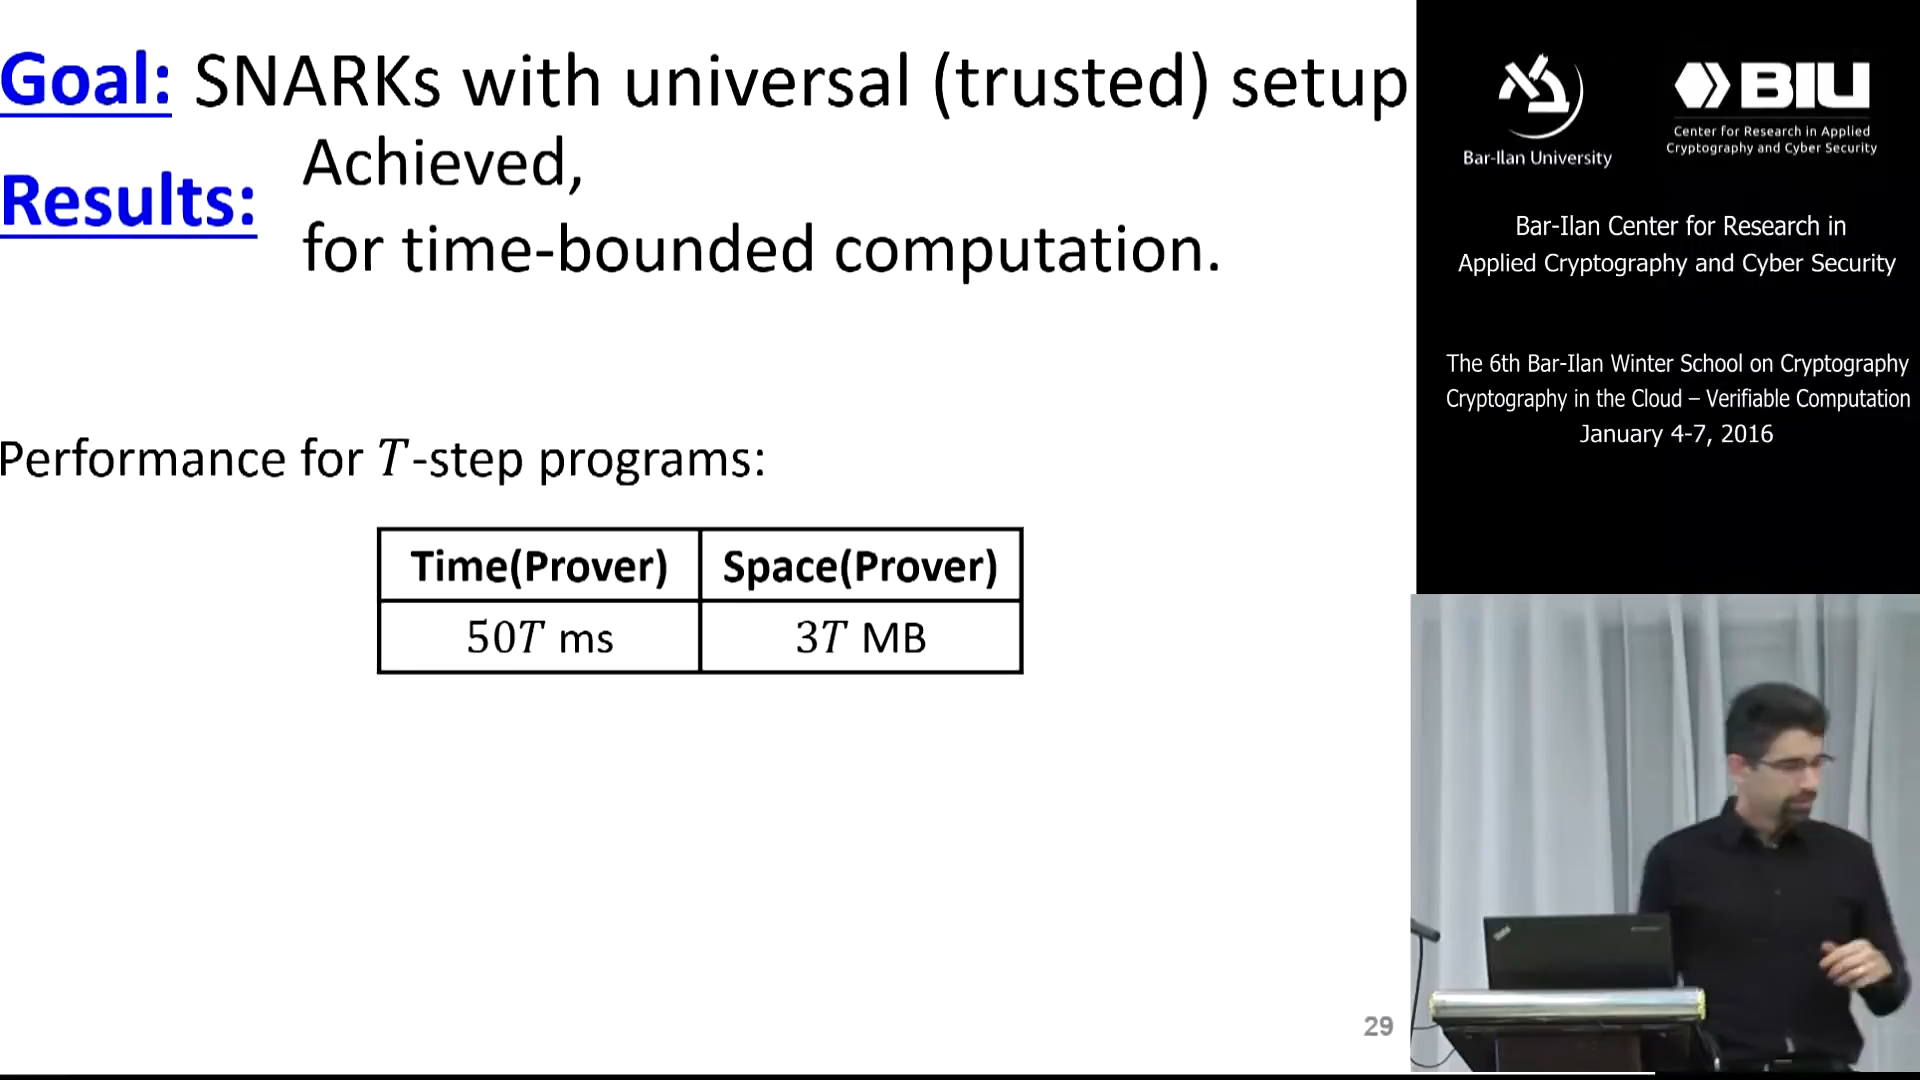 Goal: SNARKs with universal (trusted) setup
Results: Achieved,
for time-bounded computation.
Performance for T-step programs:
Time(Prover) Space(Prover)
50T ms 3T MB
29
Bar-Ilan University
BIU
Center for Research in Applied
Cryptography and Cyber Security
Bar-Ilan Center for Research in
Applied Cryptography and Cyber Security
The 6th Bar-Ilan Winter School on Cryptography
Cryptography in the Cloud – Verifiable Computation
January 4-7, 2016